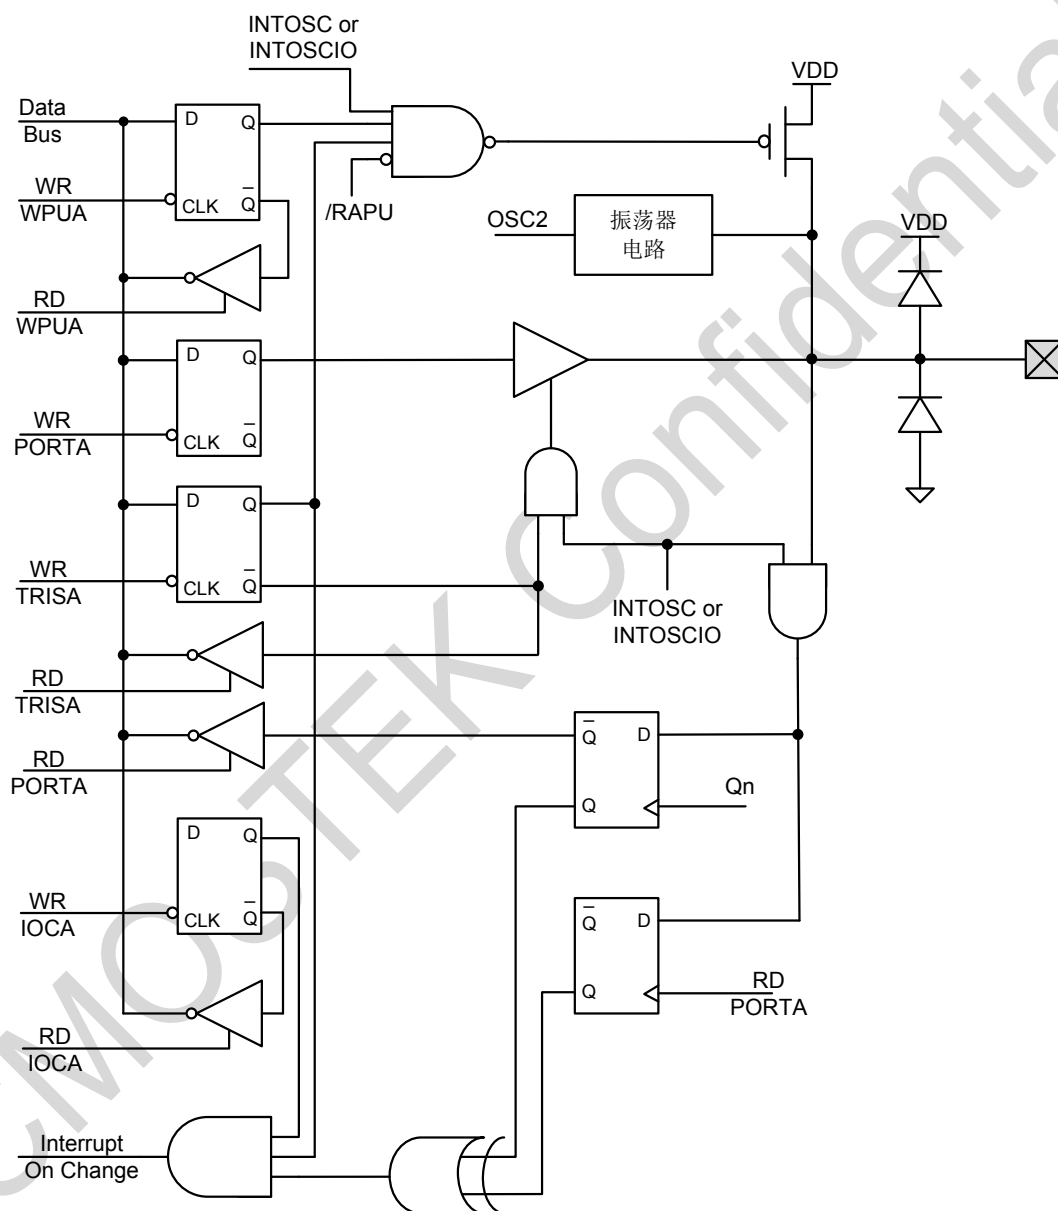 INTOSC or
INTOSCIO
VDD
Data
Bus
D Q
WR
WPUA
CLK Q
/RAPU
OSC2
振荡器
电路
VDD
RD
WPUA
D Q
WR
PORTA
CLK Q
D Q
WR
TRISA
CLK Q
INTOSC or
INTOSCIO
RD
TRISA
RD
PORTA
Q D
Qn
Q
D Q
WR
IOCA
CLK Q
Q D
Q
RD
PORTA
RD
IOCA
Interrupt
On Change
CMOSTEK Confidential